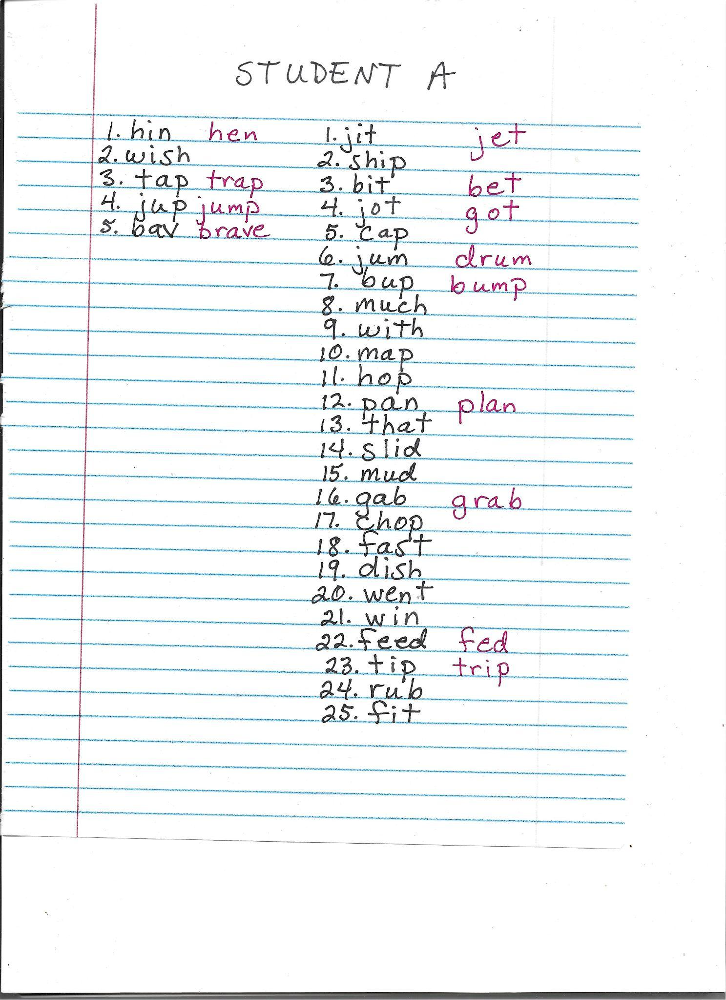 STUDENT A
1. hin hen
2. wish
3. tap trap
4. jup jump
5. bav brave
1. jit jet
2. ship
3. bit bet
4. jot got
5. cap
6. jum drum
7. bup bump
8. much
9. with
10. map
11. hop
12. pan plan
13. that
14. slid
15. mud
16. gab grab
17. chop
18. fast
19. dish
20. went
21. win
22. feed fed
23. tip trip
24. rub
25. fit